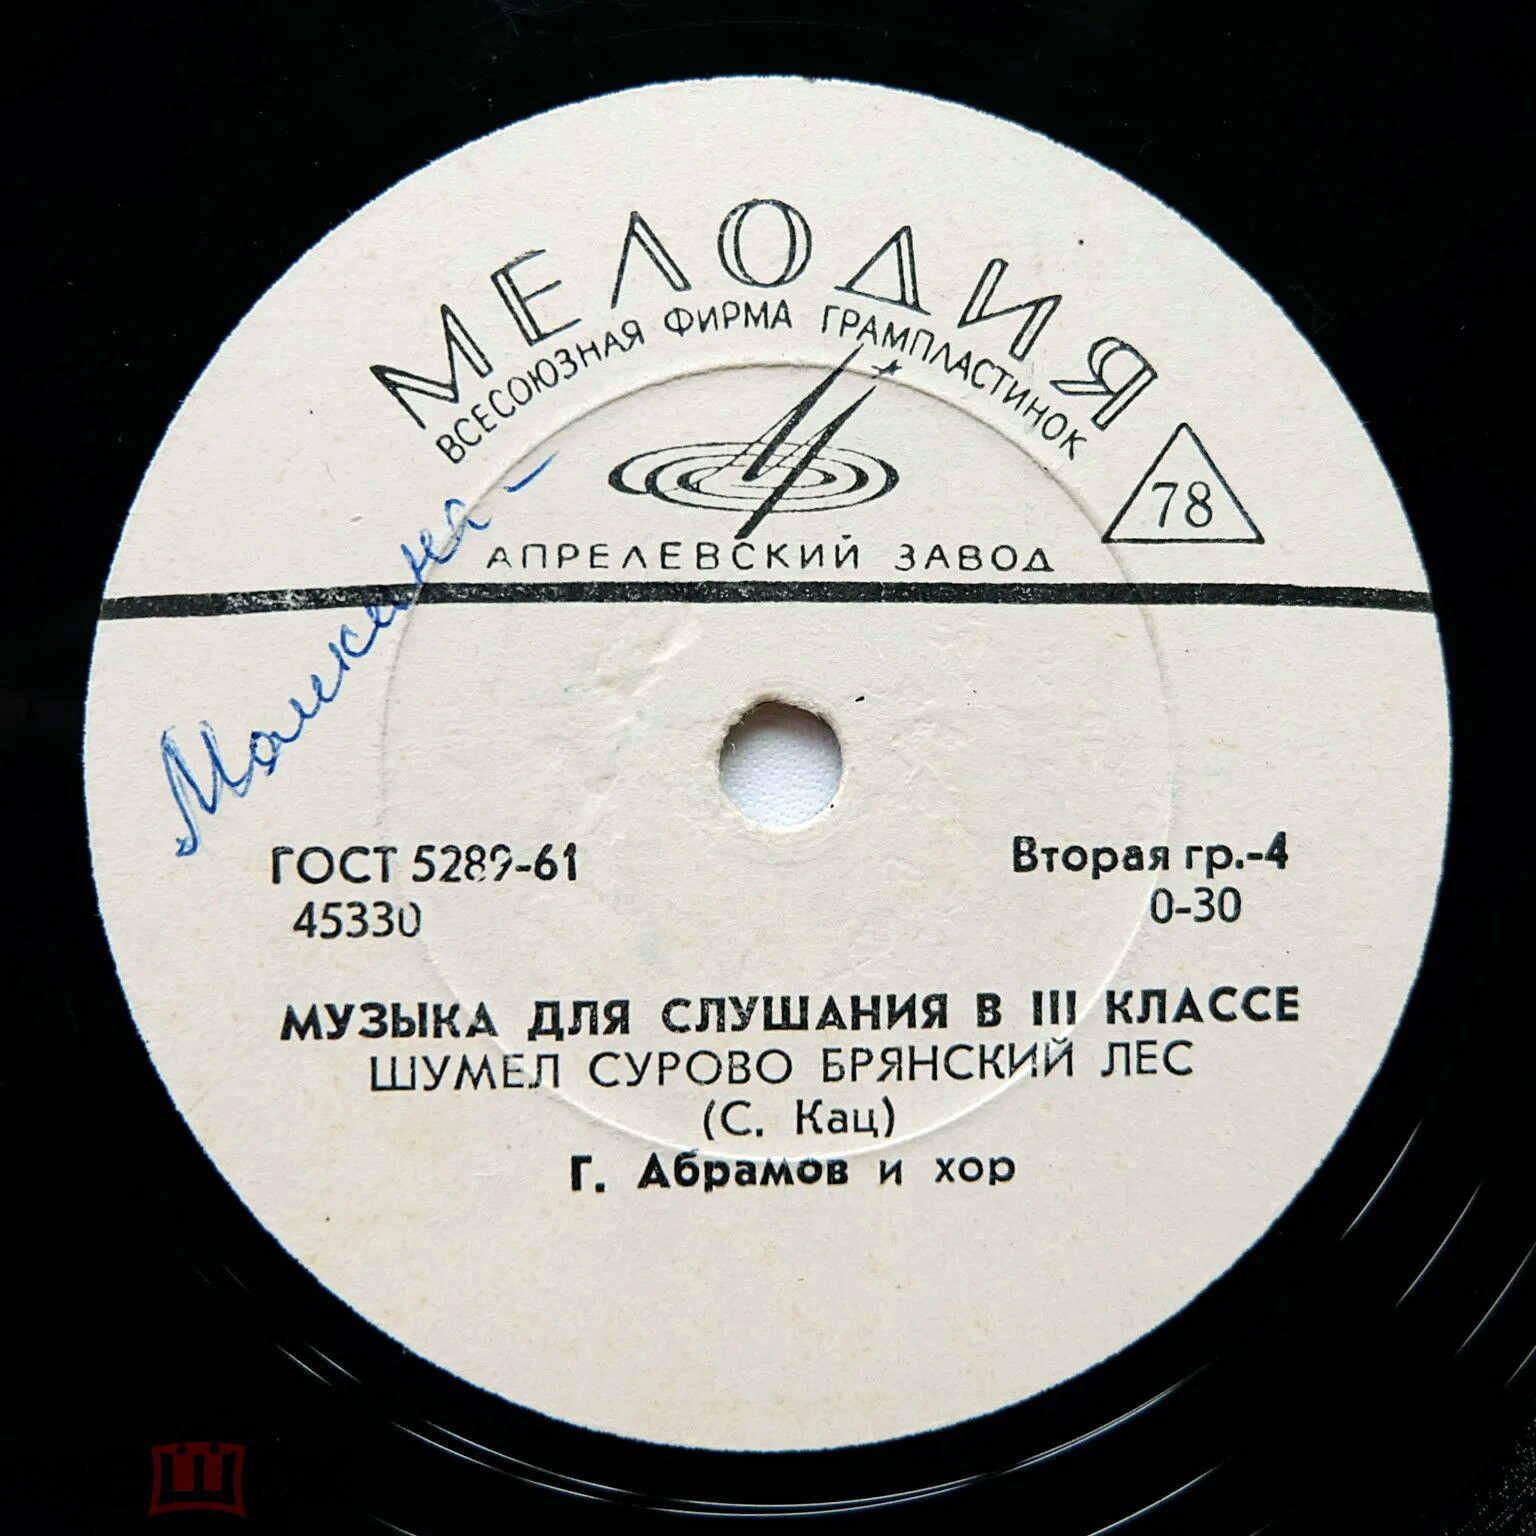 МЕЛОДИЯ
ВСЕСОЮЗНАЯ ФИРМА ГРАМПЛАСТИНОК
78
АПРЕЛЕВСКИЙ ЗАВОД
ГОСТ 5289-61
Вторая гр.-4
45330
0-30
МУЗЫКА ДЛЯ СЛУШАНИЯ В III КЛАССЕ
ШУМЕЛ СУРОВО БРЯНСКИЙ ЛЕС
(С. Кац)
Г. Абрамов и хор